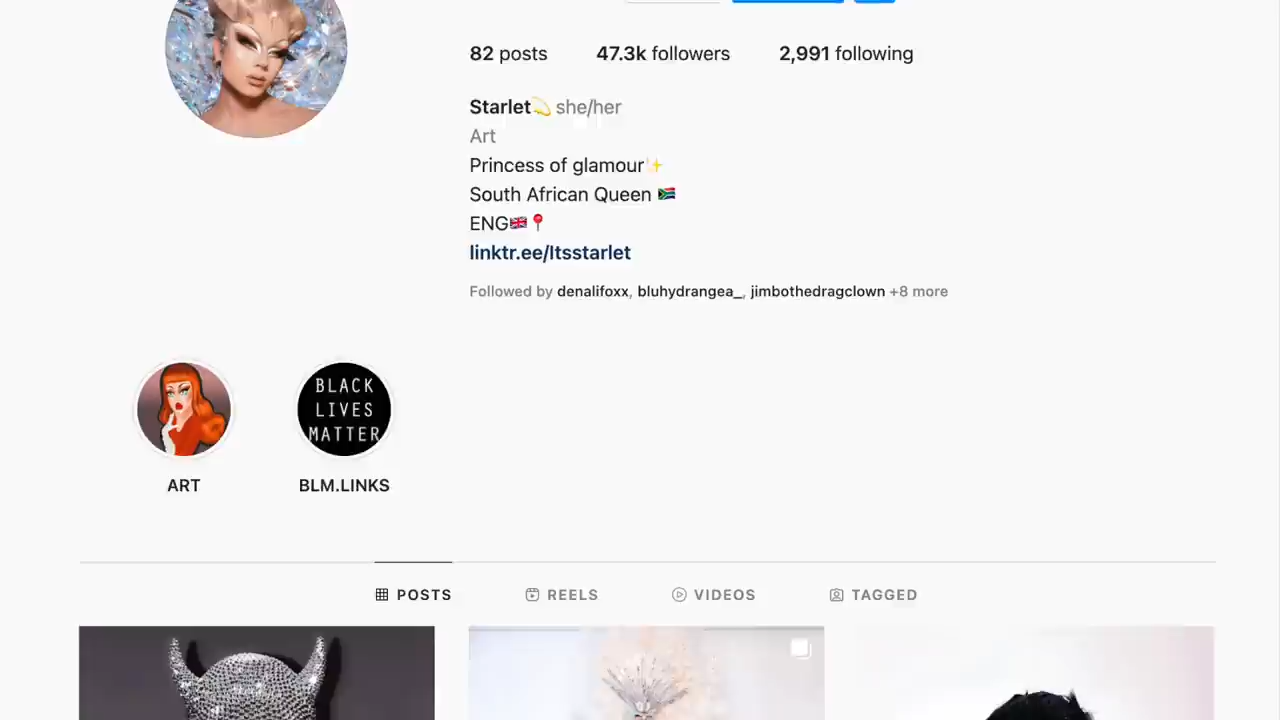 82 posts 47.3k followers 2,991 following
Starlet💫 she/her
Art
Princess of glamour✨
South African Queen 🇿🇦
ENG🇬🇧📍
linktr.ee/Itsstarlet
Followed by denalifoxx, bluhydrangea_, jimbothedragclown +8 more
BLACK
LIVES
MATTER
ART BLM.LINKS
POSTS REELS VIDEOS TAGGED